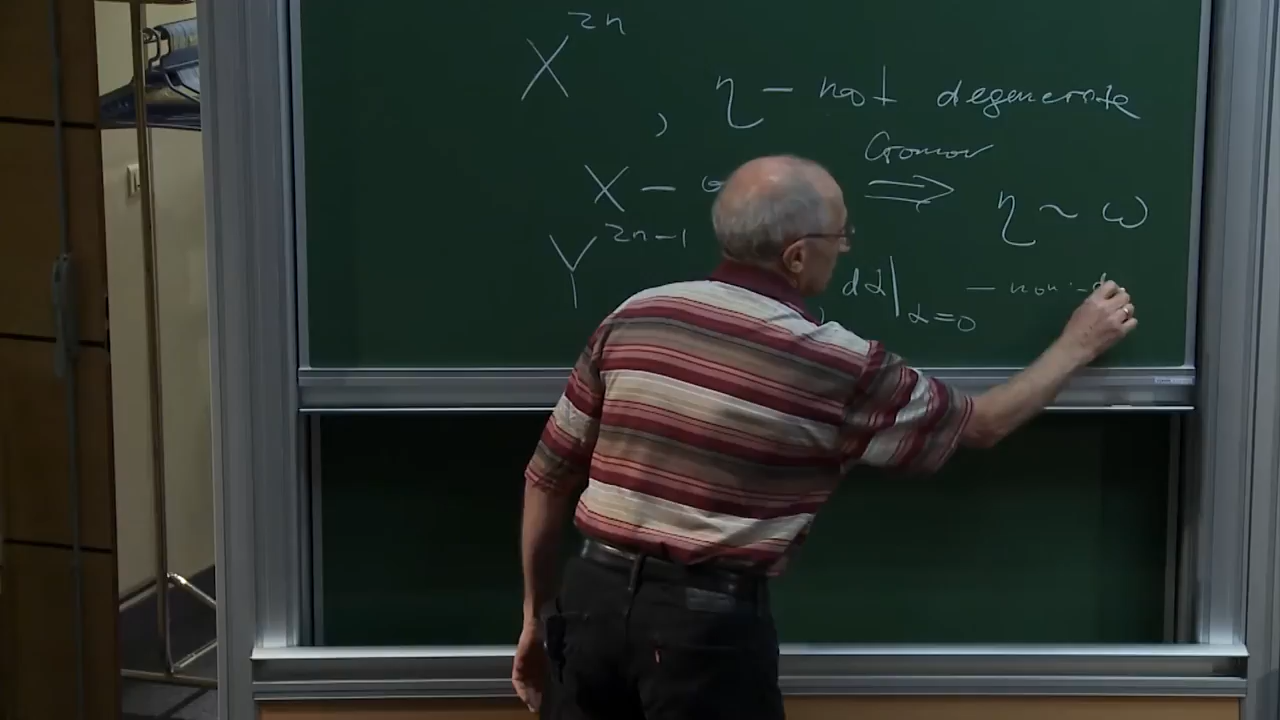 X^{2n}
, η – not degenerate
X – Gromov ⟹ η ~ ω
Y^{2n-1} , dα|_{α=0} – non-d